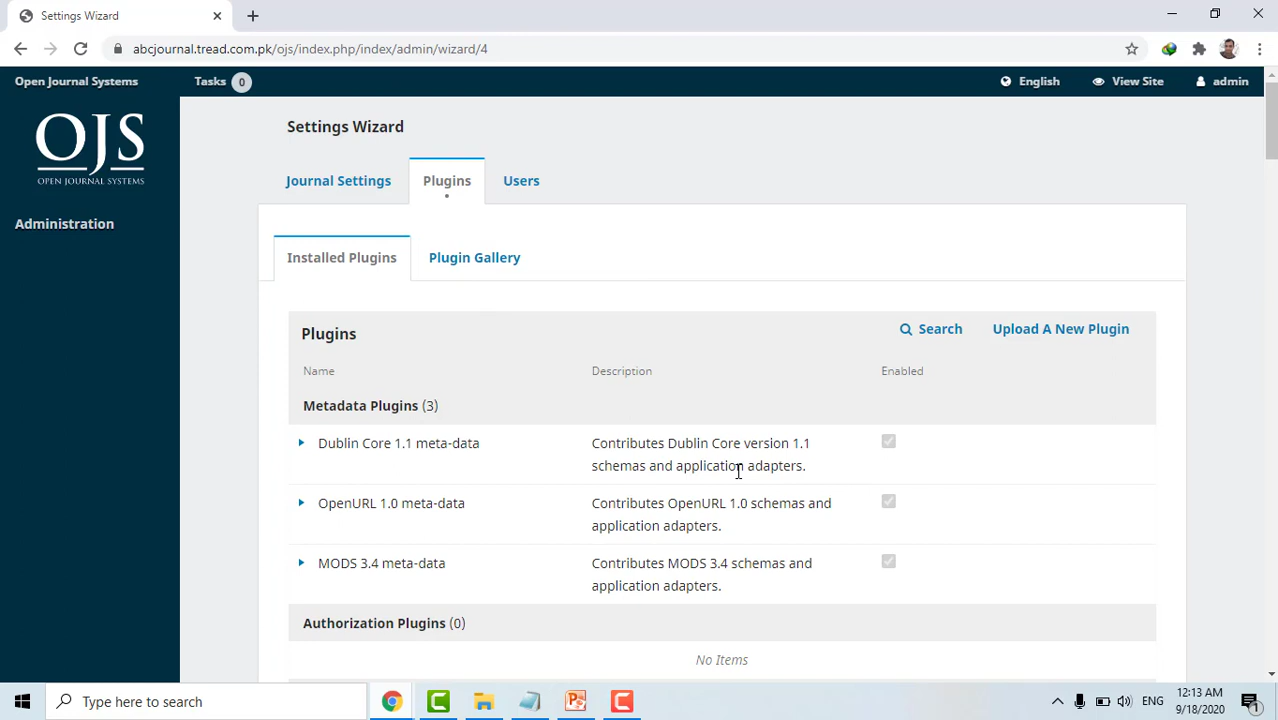 Settings Wizard
abcjournal.tread.com.pk/ojs/index.php/index/admin/wizard/4
Open Journal Systems
Tasks 0
English
View Site
admin
OJS
OPEN JOURNAL SYSTEMS
Administration
Settings Wizard
Journal Settings
Plugins
Users
Installed Plugins
Plugin Gallery
Plugins
Search
Upload A New Plugin
Name
Description
Enabled
Metadata Plugins (3)
Dublin Core 1.1 meta-data
Contributes Dublin Core version 1.1
schemas and application adapters.
OpenURL 1.0 meta-data
Contributes OpenURL 1.0 schemas and
application adapters.
MODS 3.4 meta-data
Contributes MODS 3.4 schemas and
application adapters.
Authorization Plugins (0)
No Items
Type here to search
ENG
12:13 AM
9/18/2020